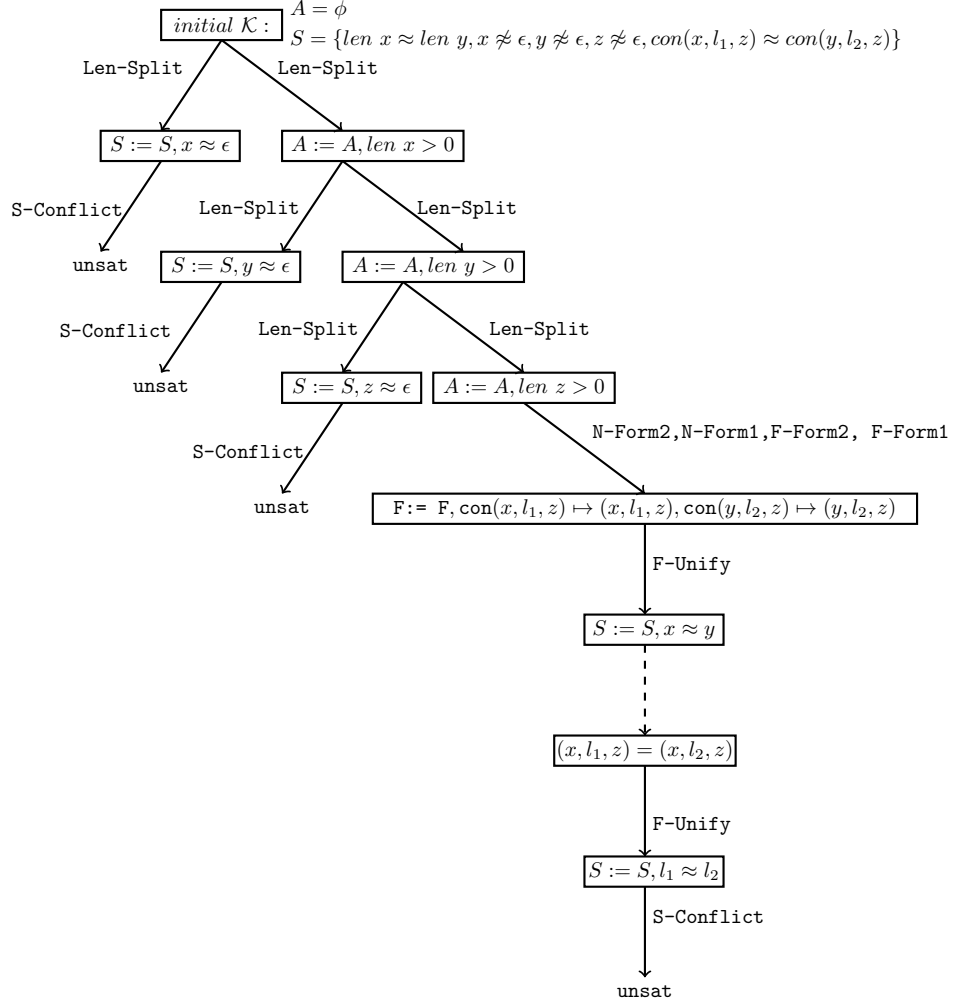 initial 𝒦 :
A = ϕ
S = {len x ≈ len y, x ≉ ϵ, y ≉ ϵ, z ≉ ϵ, con(x, l₁, z) ≈ con(y, l₂, z)}
Len-Split
Len-Split
S := S, x ≈ ϵ
A := A, len x > 0
S-Conflict
Len-Split
Len-Split
unsat
S := S, y ≈ ϵ
A := A, len y > 0
S-Conflict
Len-Split
Len-Split
unsat
S := S, z ≈ ϵ
A := A, len z > 0
S-Conflict
N-Form2,N-Form1,F-Form2, F-Form1
unsat
F:= F, con(x, l₁, z) ↦ (x, l₁, z), con(y, l₂, z) ↦ (y, l₂, z)
F-Unify
S := S, x ≈ y
(x, l₁, z) = (x, l₂, z)
F-Unify
S := S, l₁ ≈ l₂
S-Conflict
unsat